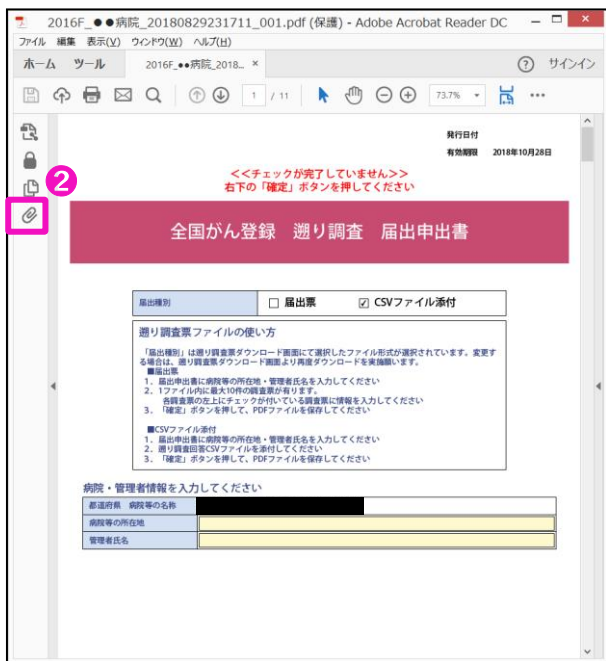 2016F_●●病院_20180829231711_001.pdf (保護) - Adobe Acrobat Reader DC
ファイル 編集 表示(V) ウィンドウ(W) ヘルプ(H)
ホーム ツール 2016F_●●病院_2018... × ? サインイン
1 / 11 73.7%
発行日付
有効期限 2018年10月28日
<<チェックが完了していません>>
右下の「確定」ボタンを押してください
②
全国がん登録 遡り調査 届出申出書
届出種別 □ 届出票 ☑ CSVファイル添付
遡り調査票ファイルの使い方
「届出種別」は遡り調査票ダウンロード画面にて選択したファイル形式が選択されています。変更す
る場合は、遡り調査票ダウンロード画面より再度ダウンロードを実施願います。
■届出票
1. 届出申出書に病院等の所在地・管理者氏名を入力してください
2. 1ファイル内に最大10件の調査票が有ります。
各調査票の左上にチェックが付いている調査票に情報を入力してください
3. 「確定」ボタンを押して、PDFファイルを保存してください
■CSVファイル添付
1. 届出申出書に病院等の所在地・管理者氏名を入力してください
2. 遡り調査回答CSVファイルを添付してください
3. 「確定」ボタンを押して、PDFファイルを保存してください
病院・管理者情報を入力してください
都道府県 病院等の名称
病院等の所在地
管理者氏名